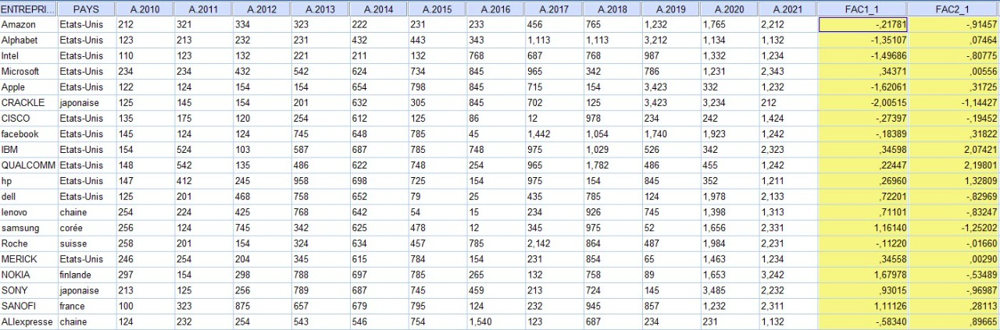 ENTREPRI... PAYS A.2010 A.2011 A.2012 A.2013 A.2014 A.2015 A.2016 A.2017 A.2018 A.2019 A.2020 A.2021 FAC1_1 FAC2_1
Amazon Etats-Unis 212 321 334 323 222 231 233 456 765 1,232 1,765 2,212 -,21781 -,91457
Alphabet Etats-Unis 123 213 232 231 432 443 343 1,113 1,113 3,212 1,134 1,132 -1,35107 ,07464
Intel Etats-Unis 110 123 132 221 211 132 768 687 768 987 1,332 1,234 -1,49686 -,80775
Microsoft Etats-Unis 234 234 432 542 624 734 845 965 342 786 1,231 2,343 ,34371 ,00556
Apple Etats-Unis 122 124 154 154 654 798 845 715 154 3,423 332 1,232 -1,62061 ,31725
CRACKLE japonaise 125 145 154 201 632 305 845 702 125 3,423 3,234 212 -2,00515 -1,14427
CISCO Etats-Unis 135 175 120 254 612 125 86 12 978 234 242 1,424 -,27397 -,19452
facebook Etats-Unis 145 124 124 745 648 785 45 1,442 1,054 1,740 1,923 1,242 -,18389 ,31822
IBM Etats-Unis 154 524 103 587 687 785 748 975 1,029 526 342 2,323 ,34598 2,07421
QUALCOMM Etats-Unis 148 542 135 486 622 748 254 965 1,782 486 455 1,242 ,22447 2,19801
hp Etats-Unis 147 412 245 958 698 725 154 975 154 845 352 1,211 ,26960 1,32809
dell Etats-Unis 125 201 468 758 652 79 25 435 785 124 1,978 2,133 ,72201 -,82969
lenovo chaine 254 224 425 768 642 54 15 234 926 745 1,398 1,313 ,71101 -,83247
samsung corée 256 124 745 342 625 478 12 345 975 52 1,656 2,331 1,16140 -1,25202
Roche suisse 258 201 154 324 634 457 785 2,142 864 487 1,984 2,231 -,11220 -,01660
MERICK Etats-Unis 246 254 204 345 615 784 154 231 854 65 1,463 1,234 ,34558 ,00290
NOKIA finlande 297 154 298 788 697 785 265 132 758 89 1,653 3,242 1,67978 -,53489
SONY japonaise 213 125 256 789 687 745 459 213 724 145 3,485 2,232 ,93015 -,96987
SANOFI france 100 323 875 657 679 795 124 232 945 857 1,232 2,311 1,11126 ,28113
ALIexpresse chaine 124 232 254 543 546 754 1,540 123 687 234 231 1,132 -,58340 ,89665